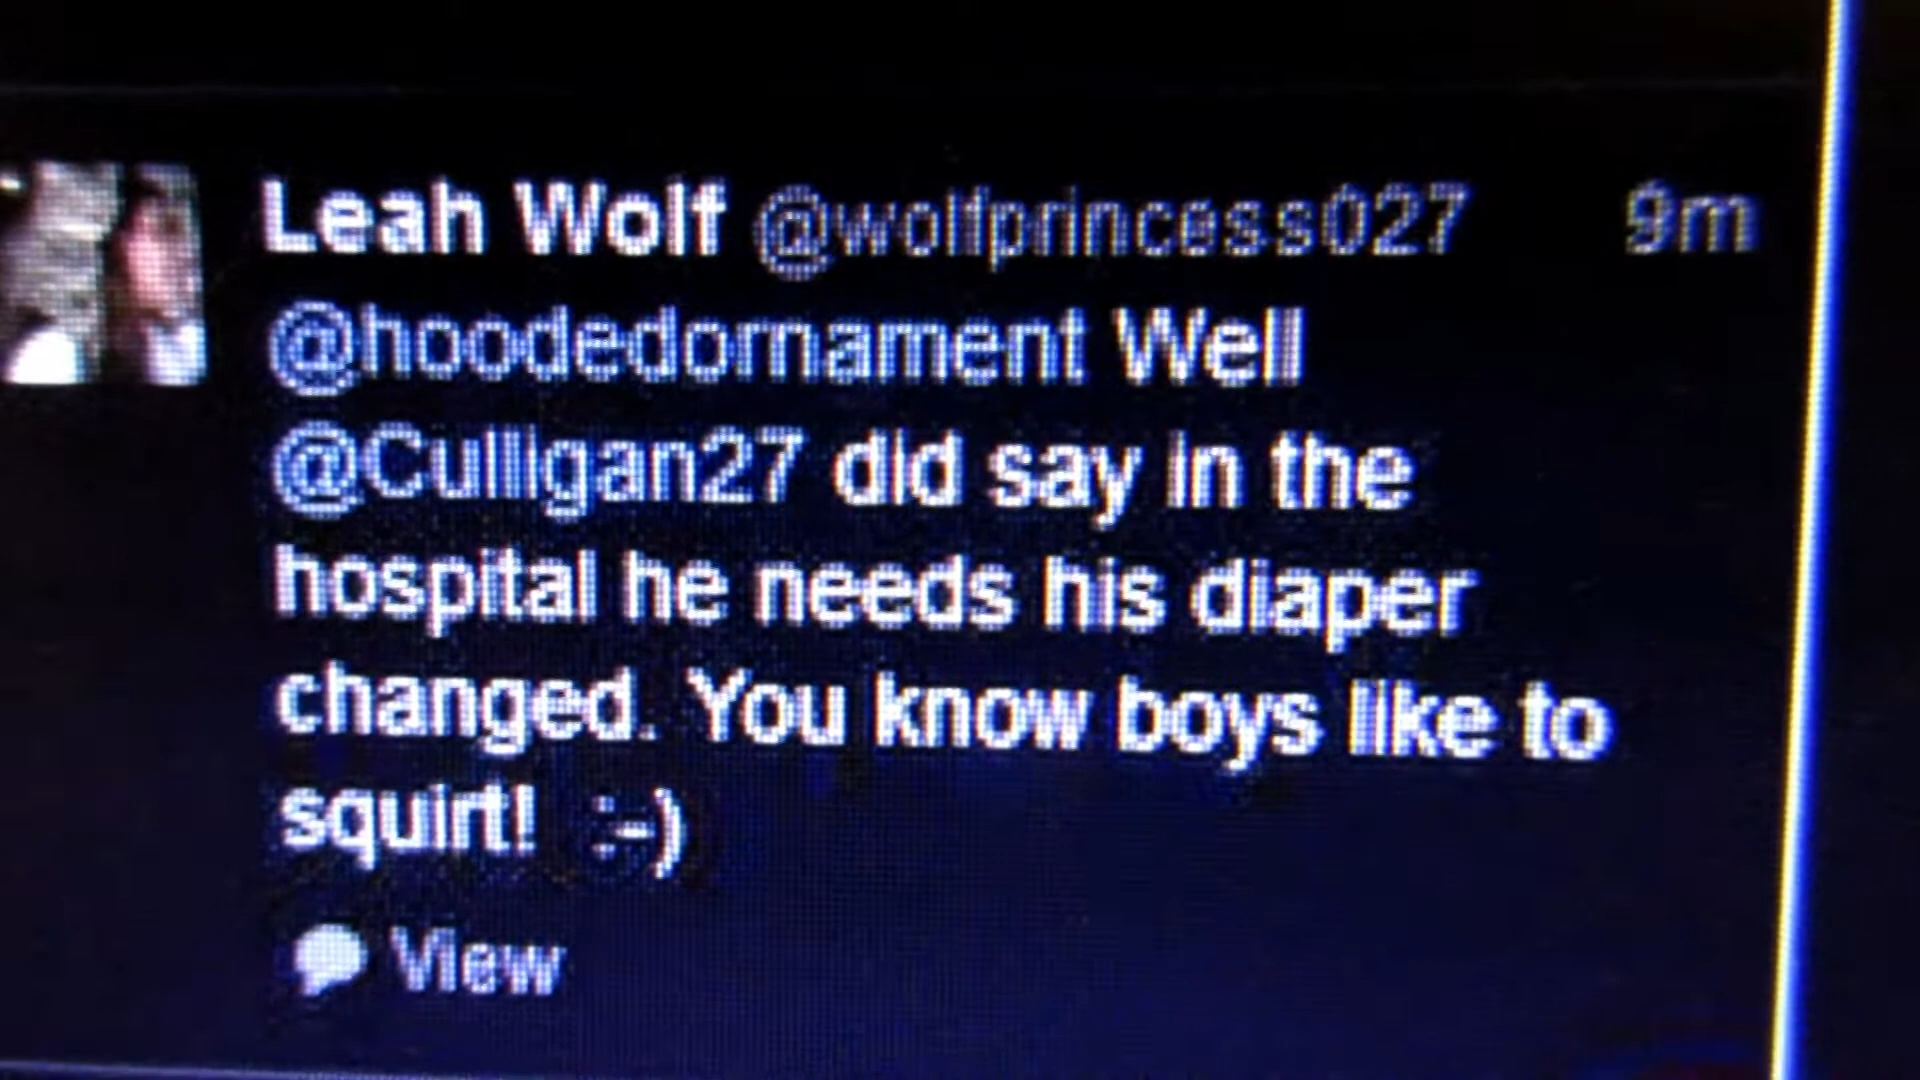 Leah Wolf @wolfprincess027 9m
@hoodedornament Well
@Culligan27 did say in the
hospital he needs his diaper
changed. You know boys like to
squirt! :-)
View